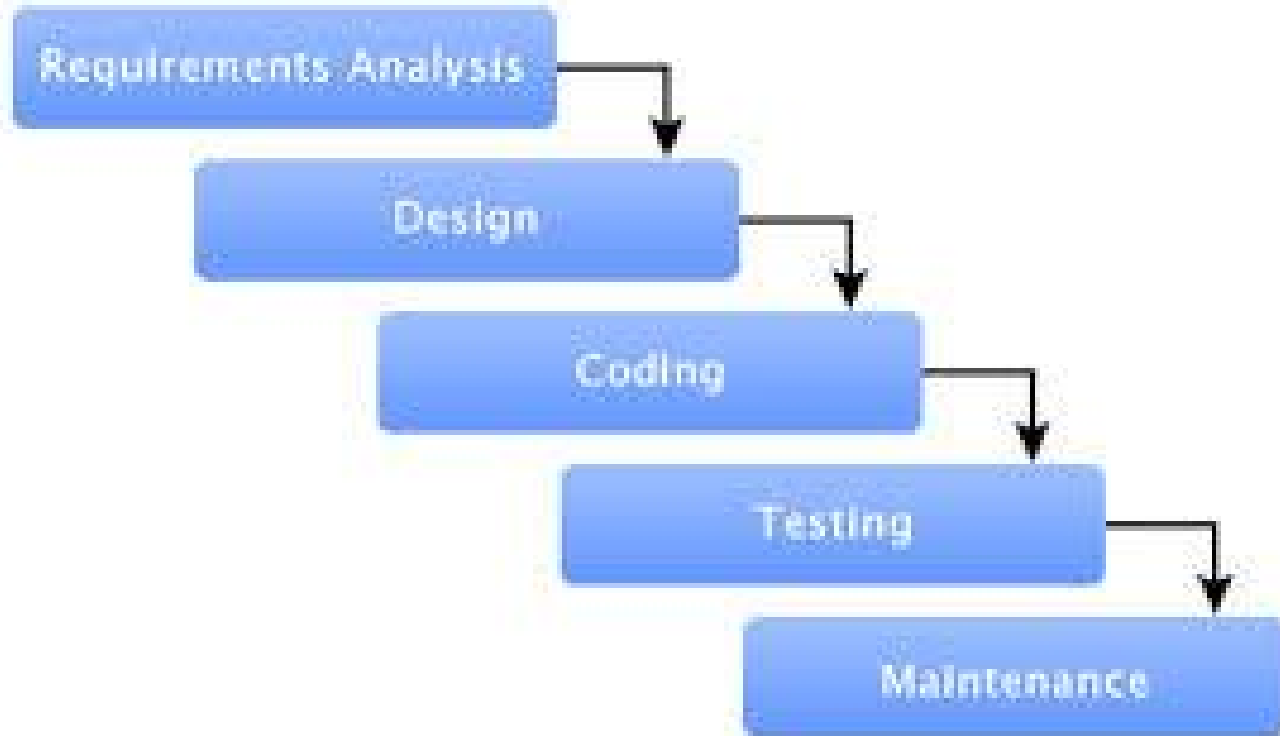 Requirements Analysis
Design
Coding
Testing
Maintenance